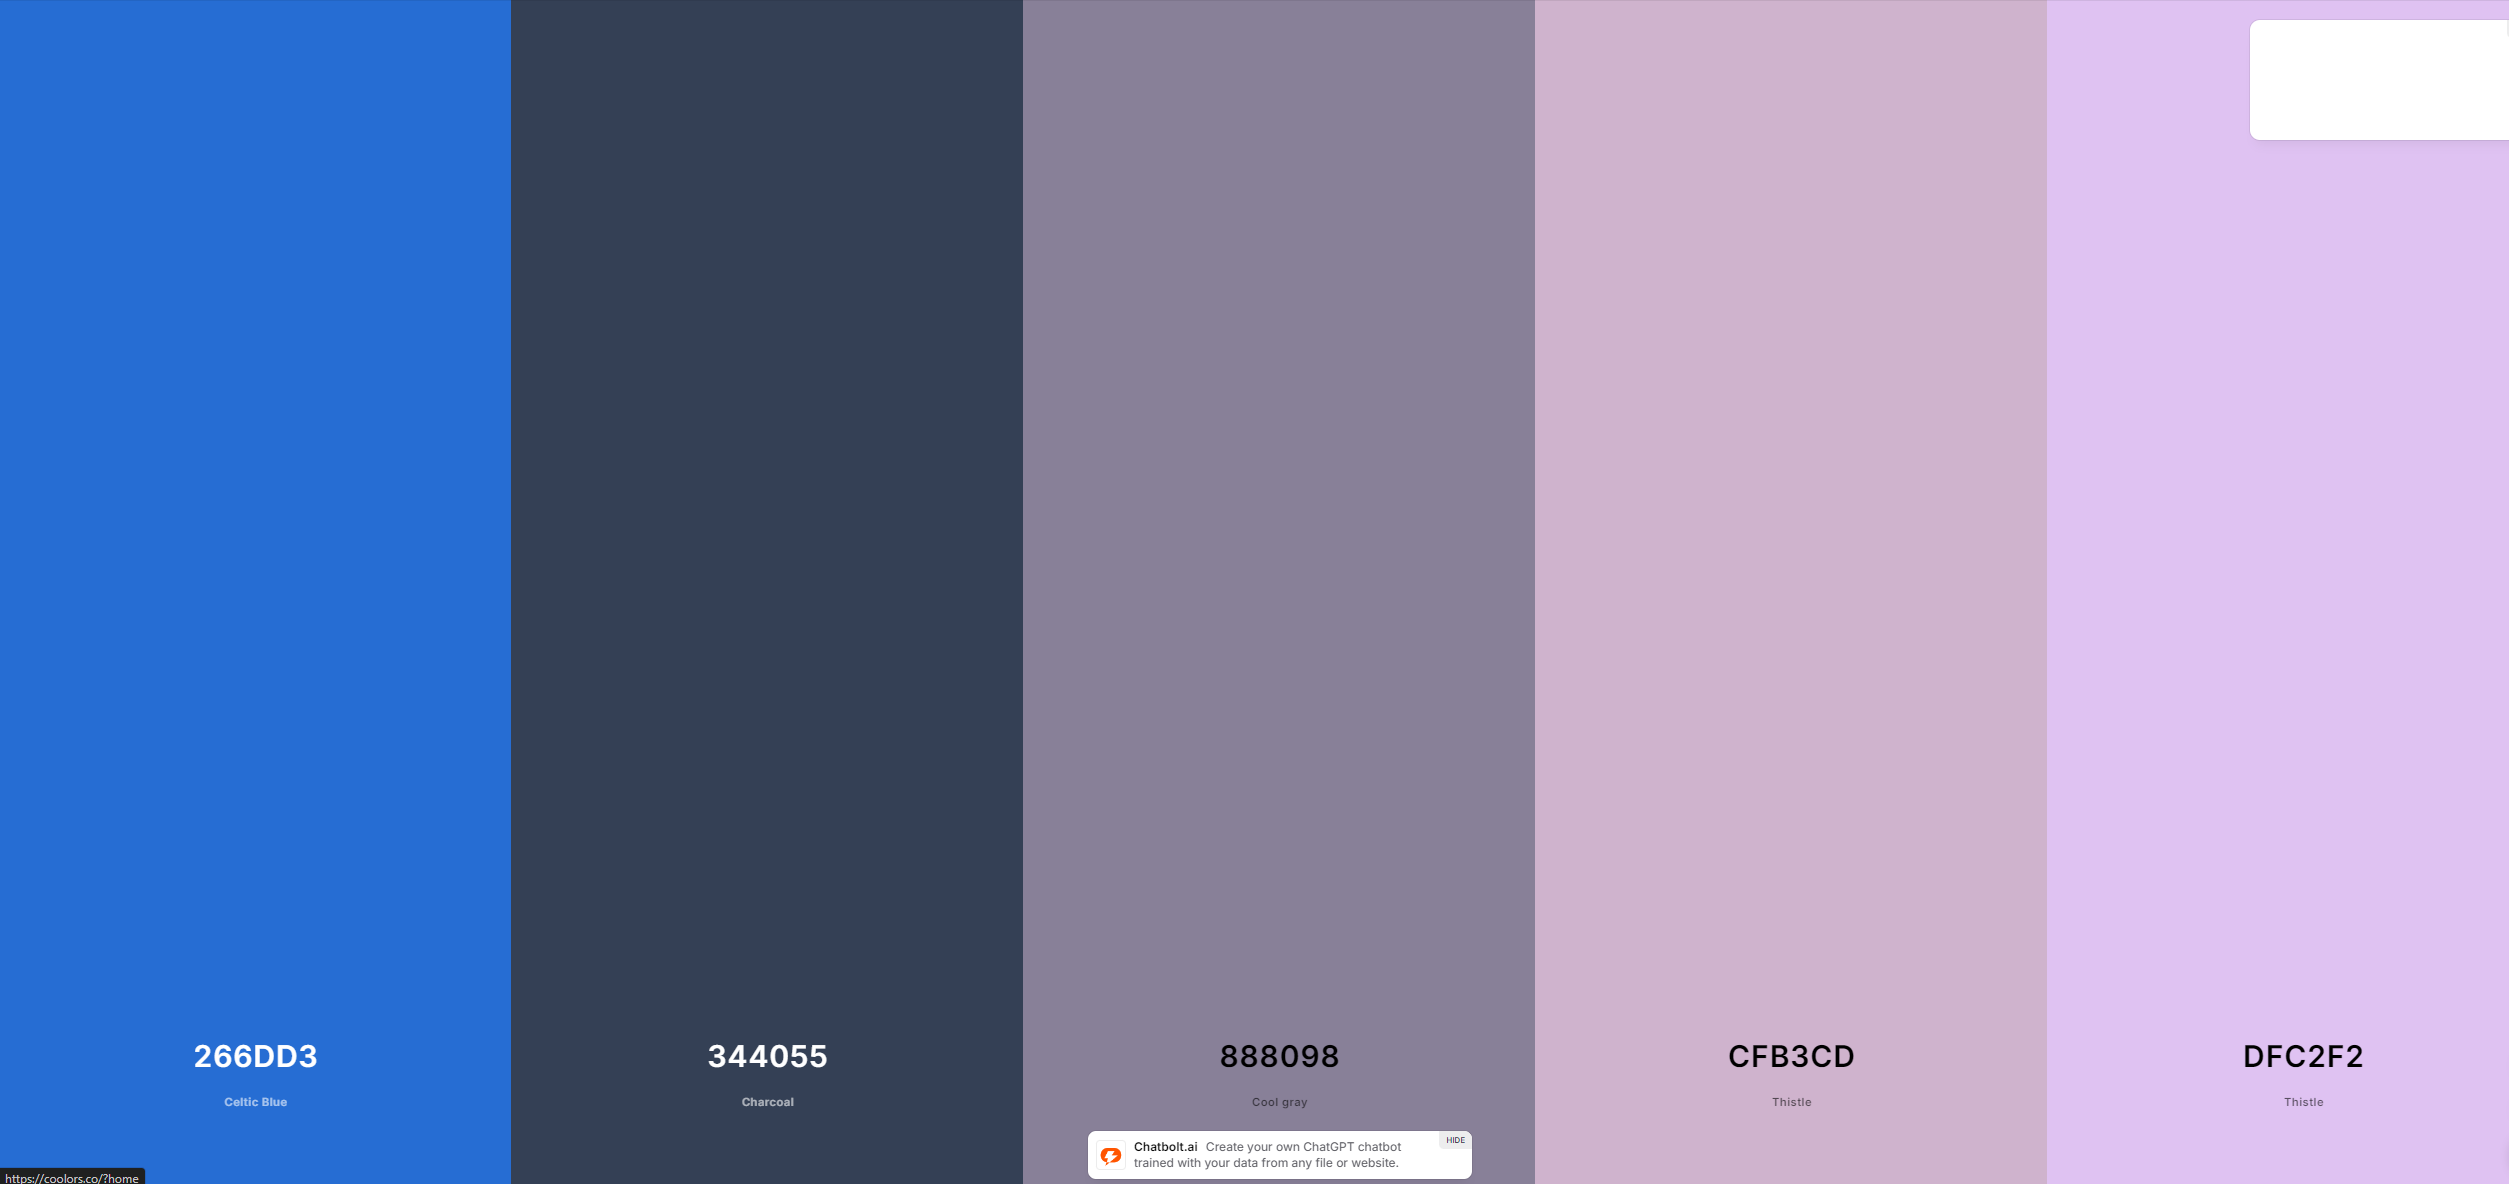 266DD3
Celtic Blue
344055
Charcoal
888098
Cool gray
CFB3CD
Thistle
DFC2F2
Thistle
Chatbolt.ai Create your own ChatGPT chatbot
trained with your data from any file or website.
HIDE
https://coolors.co/?home